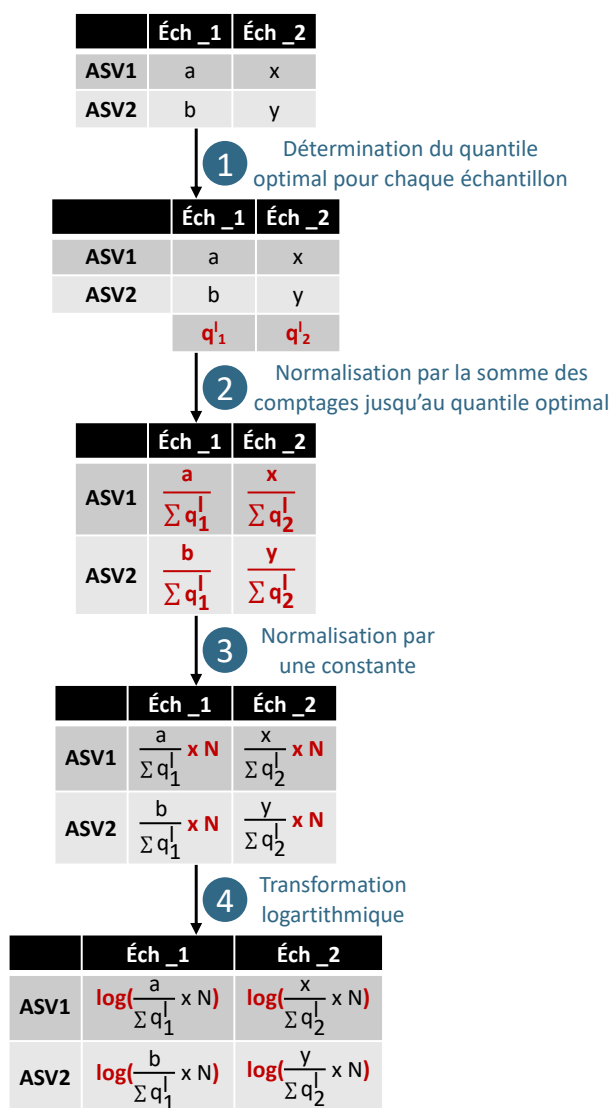 Éch _1 Éch _2
ASV1 a x
ASV2 b y
1 Détermination du quantile
optimal pour chaque échantillon
Éch _1 Éch _2
ASV1 a x
ASV2 b y
qˡ₁ qˡ₂
2 Normalisation par la somme des
comptages jusqu'au quantile optimal
Éch _1 Éch _2
ASV1 a/∑ qˡ₁ x/∑ qˡ₂
ASV2 b/∑ qˡ₁ y/∑ qˡ₂
3 Normalisation par
une constante
Éch _1 Éch _2
ASV1 a/∑ qˡ₁ x N x/∑ qˡ₂ x N
ASV2 b/∑ qˡ₁ x N y/∑ qˡ₂ x N
4 Transformation
logartithmique
Éch _1 Éch _2
ASV1 log(a/∑ qˡ₁ x N) log(x/∑ qˡ₂ x N)
ASV2 log(b/∑ qˡ₁ x N) log(y/∑ qˡ₂ x N)